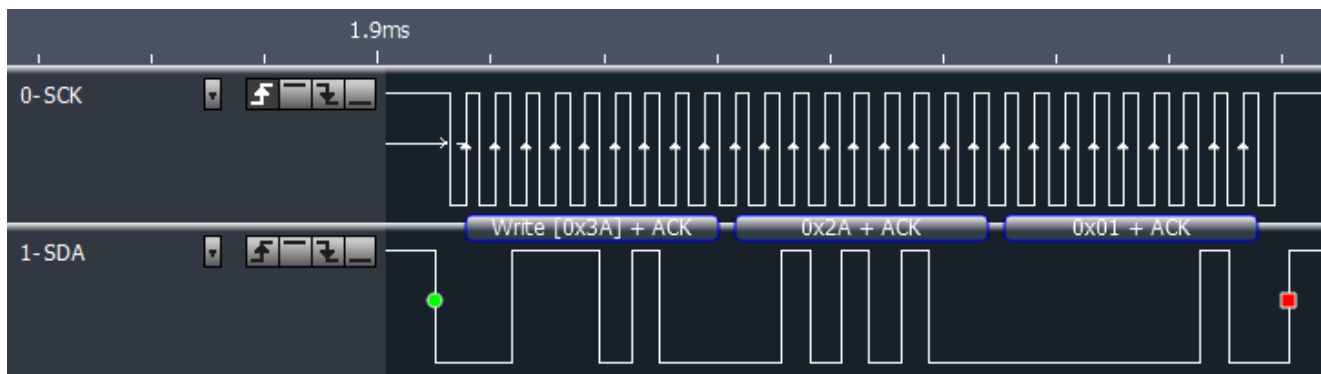 1.9ms
0-SCK
Write [0x3A] + ACK 0x2A + ACK 0x01 + ACK
1-SDA